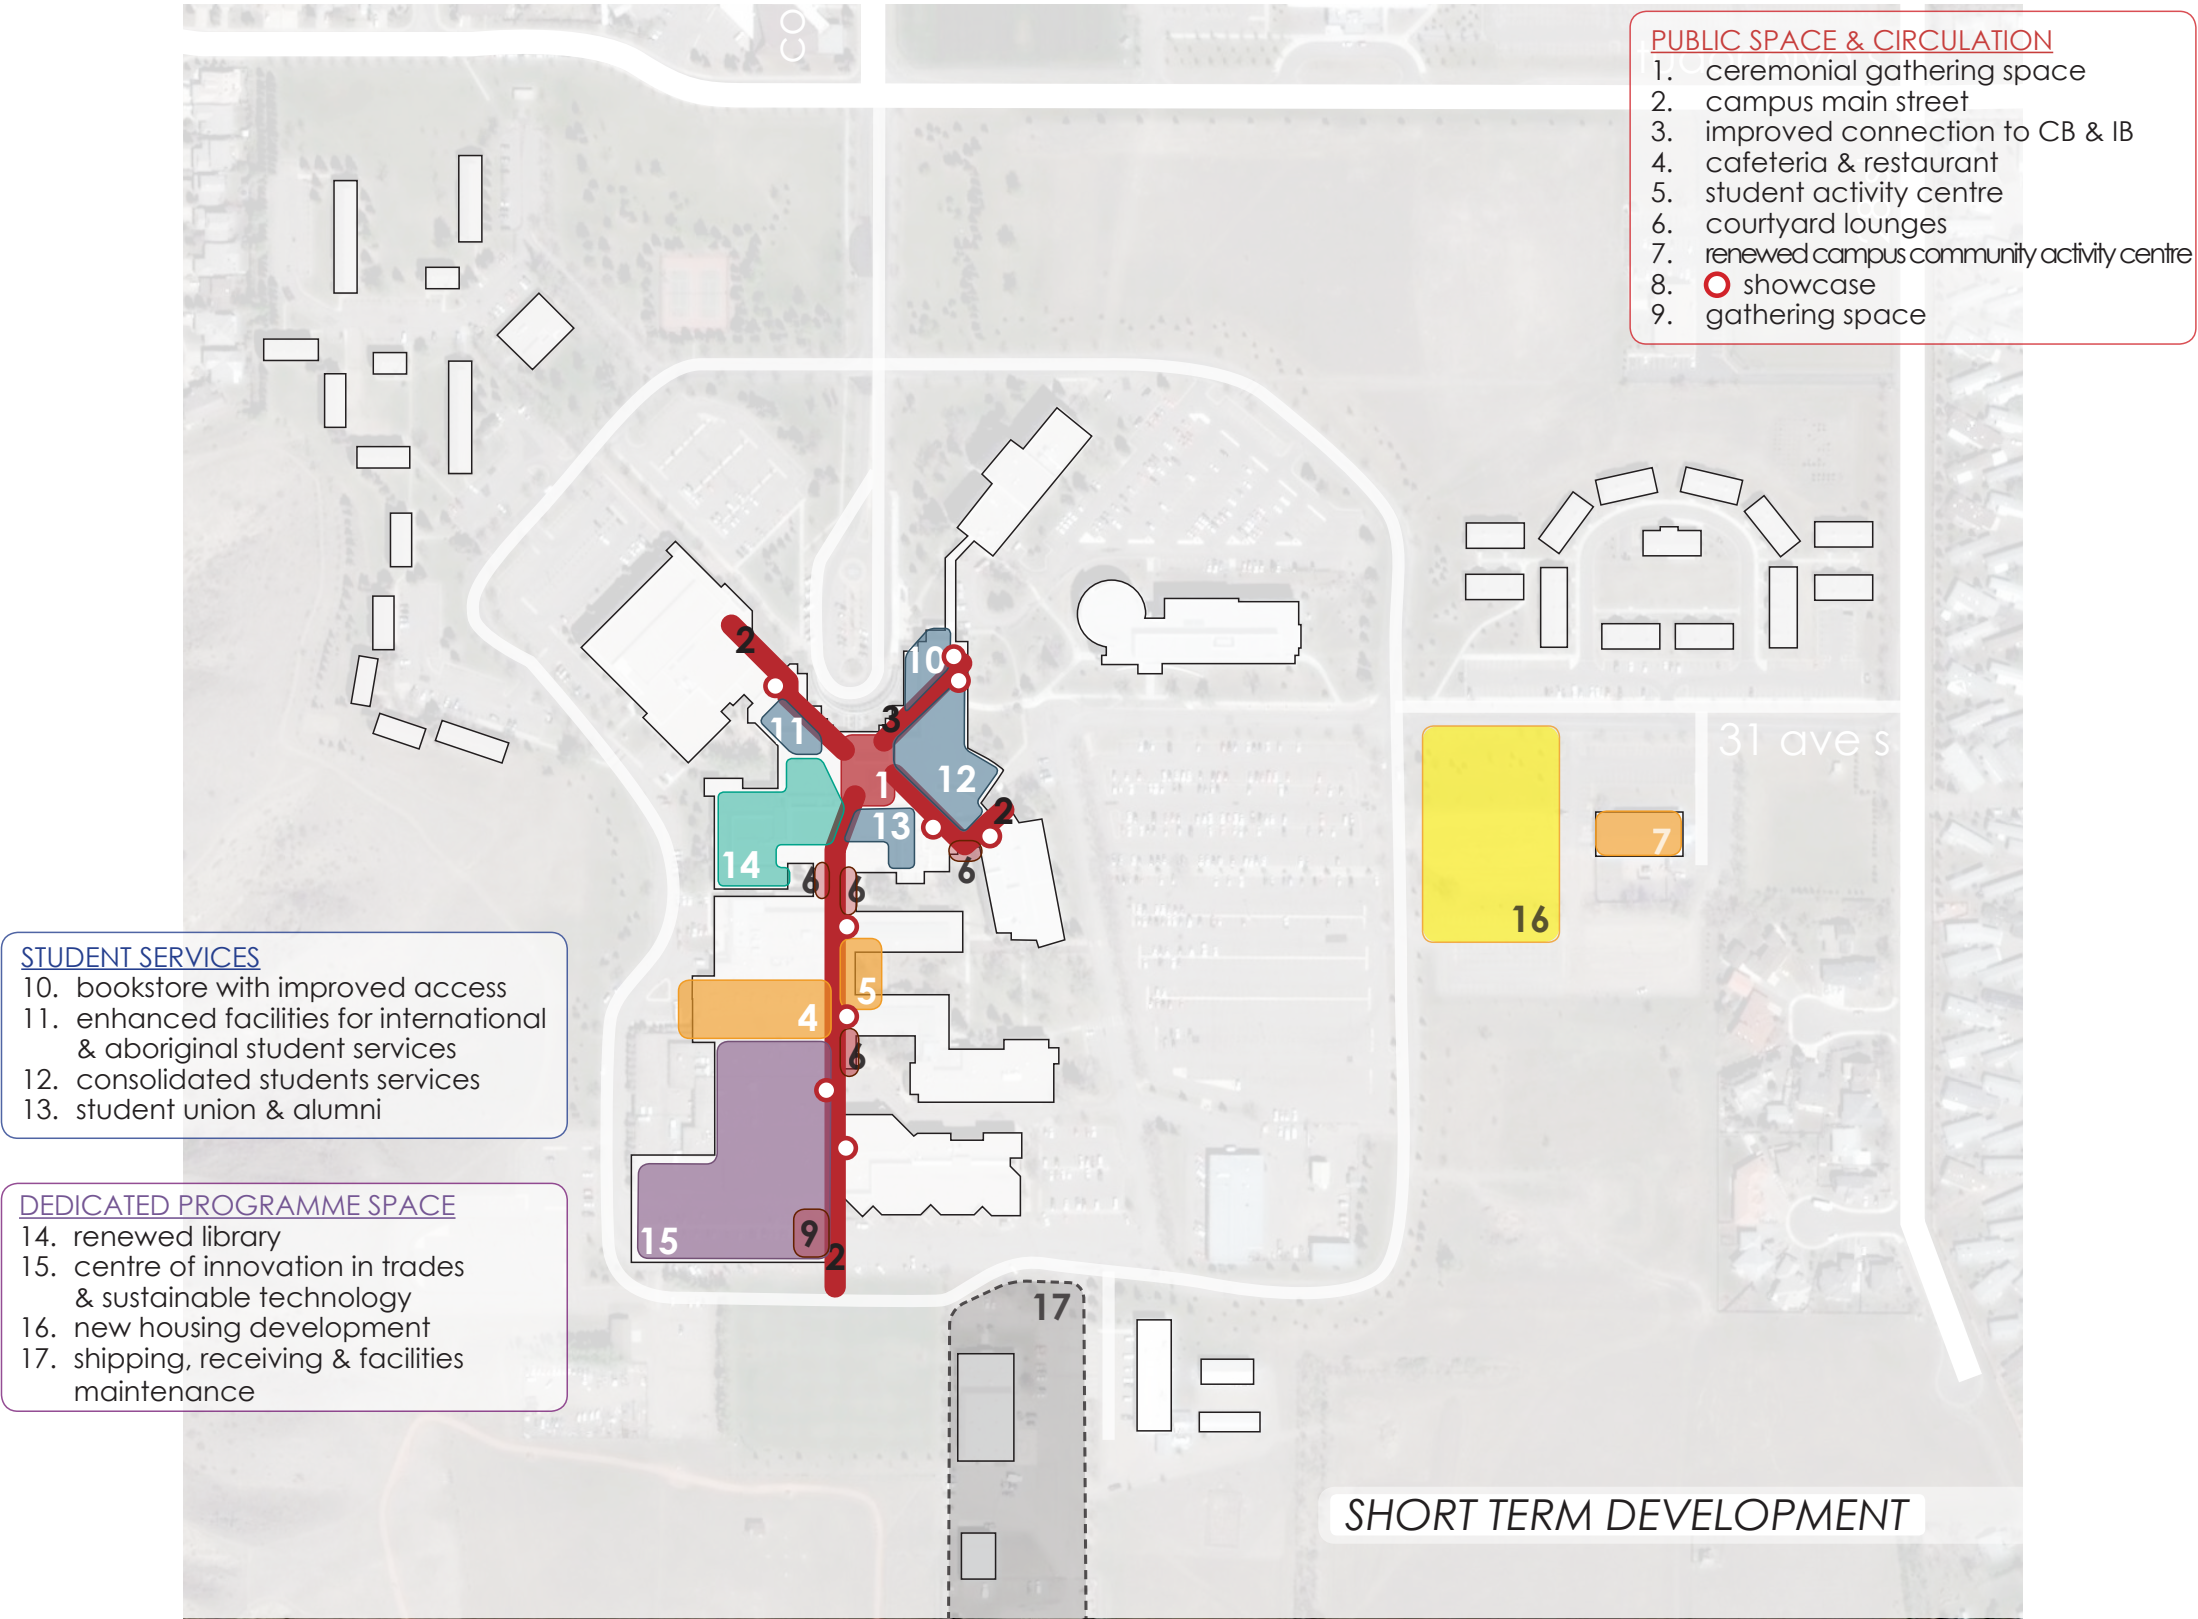 PUBLIC SPACE & CIRCULATION
1. ceremonial gathering space
2. campus main street
3. improved connection to CB & IB
4. cafeteria & restaurant
5. student activity centre
6. courtyard lounges
7. renewed campus community activity centre
8. showcase
9. gathering space
co
2
10
3
11
1
12
2
13
14
6
6
6
5
4
6
15
9
2
31 ave s
7
16
17
STUDENT SERVICES
10. bookstore with improved access
11. enhanced facilities for international
& aboriginal student services
12. consolidated students services
13. student union & alumni
DEDICATED PROGRAMME SPACE
14. renewed library
15. centre of innovation in trades
& sustainable technology
16. new housing development
17. shipping, receiving & facilities
maintenance
SHORT TERM DEVELOPMENT